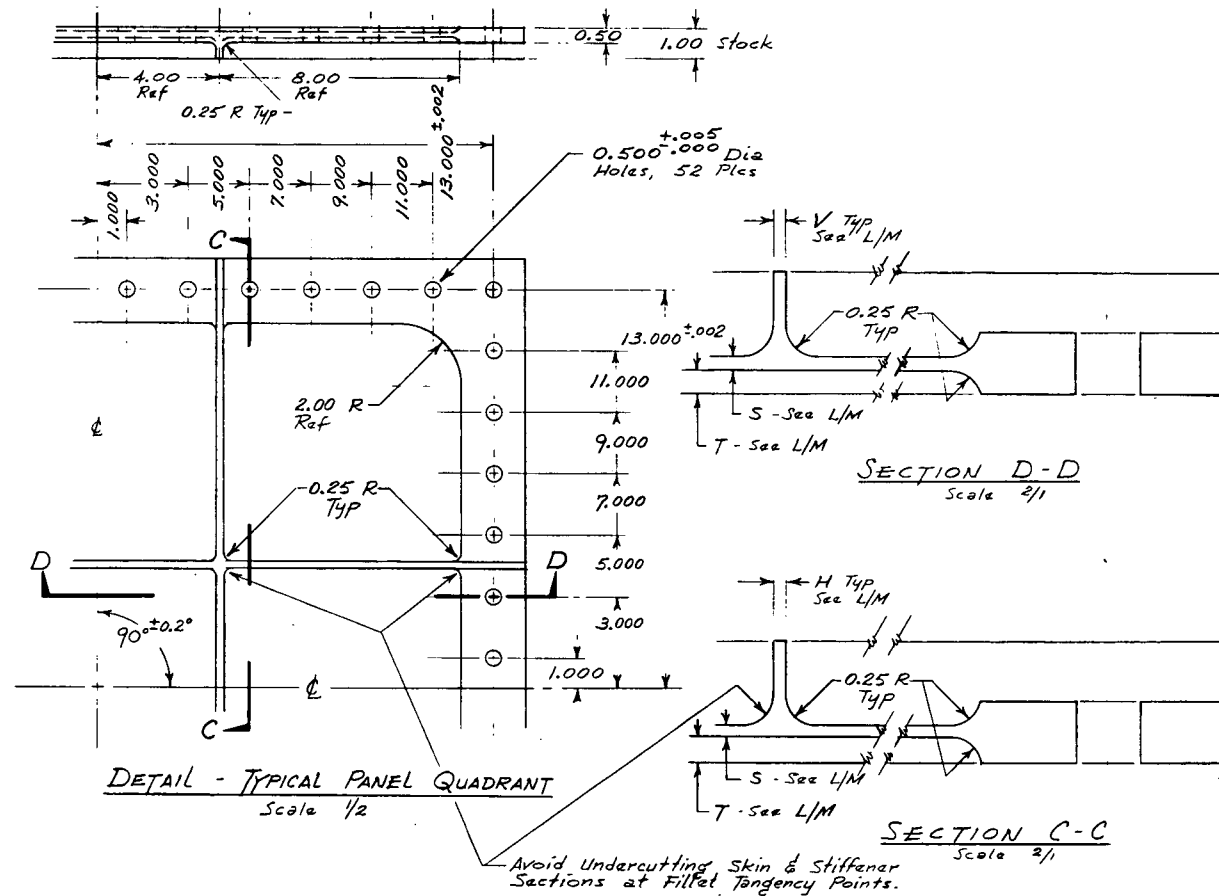 0.50
1.00 Stock
4.00
Ref
8.00
Ref
0.25 R Typ
13.000 ±.002
11.000
9.000
7.000
5.000
3.000
1.000
0.500 +.005 -.000 Dia
Holes, 52 Plcs
C
13.000 ±.002
11.000
2.00 R
Ref
9.000
℄
7.000
0.25 R
Typ
5.000
D
D
3.000
90° ±0.2°
1.000
℄
C
DETAIL - TYPICAL PANEL QUADRANT
Scale 1/2
V Typ
See L/M
0.25 R
Typ
S - See L/M
T - See L/M
SECTION D-D
Scale 2/1
H Typ
See L/M
0.25 R
Typ
S - See L/M
T - See L/M
SECTION C-C
Scale 2/1
Avoid Undercutting Skin & Stiffener
Sections at Fillet Tangency Points.